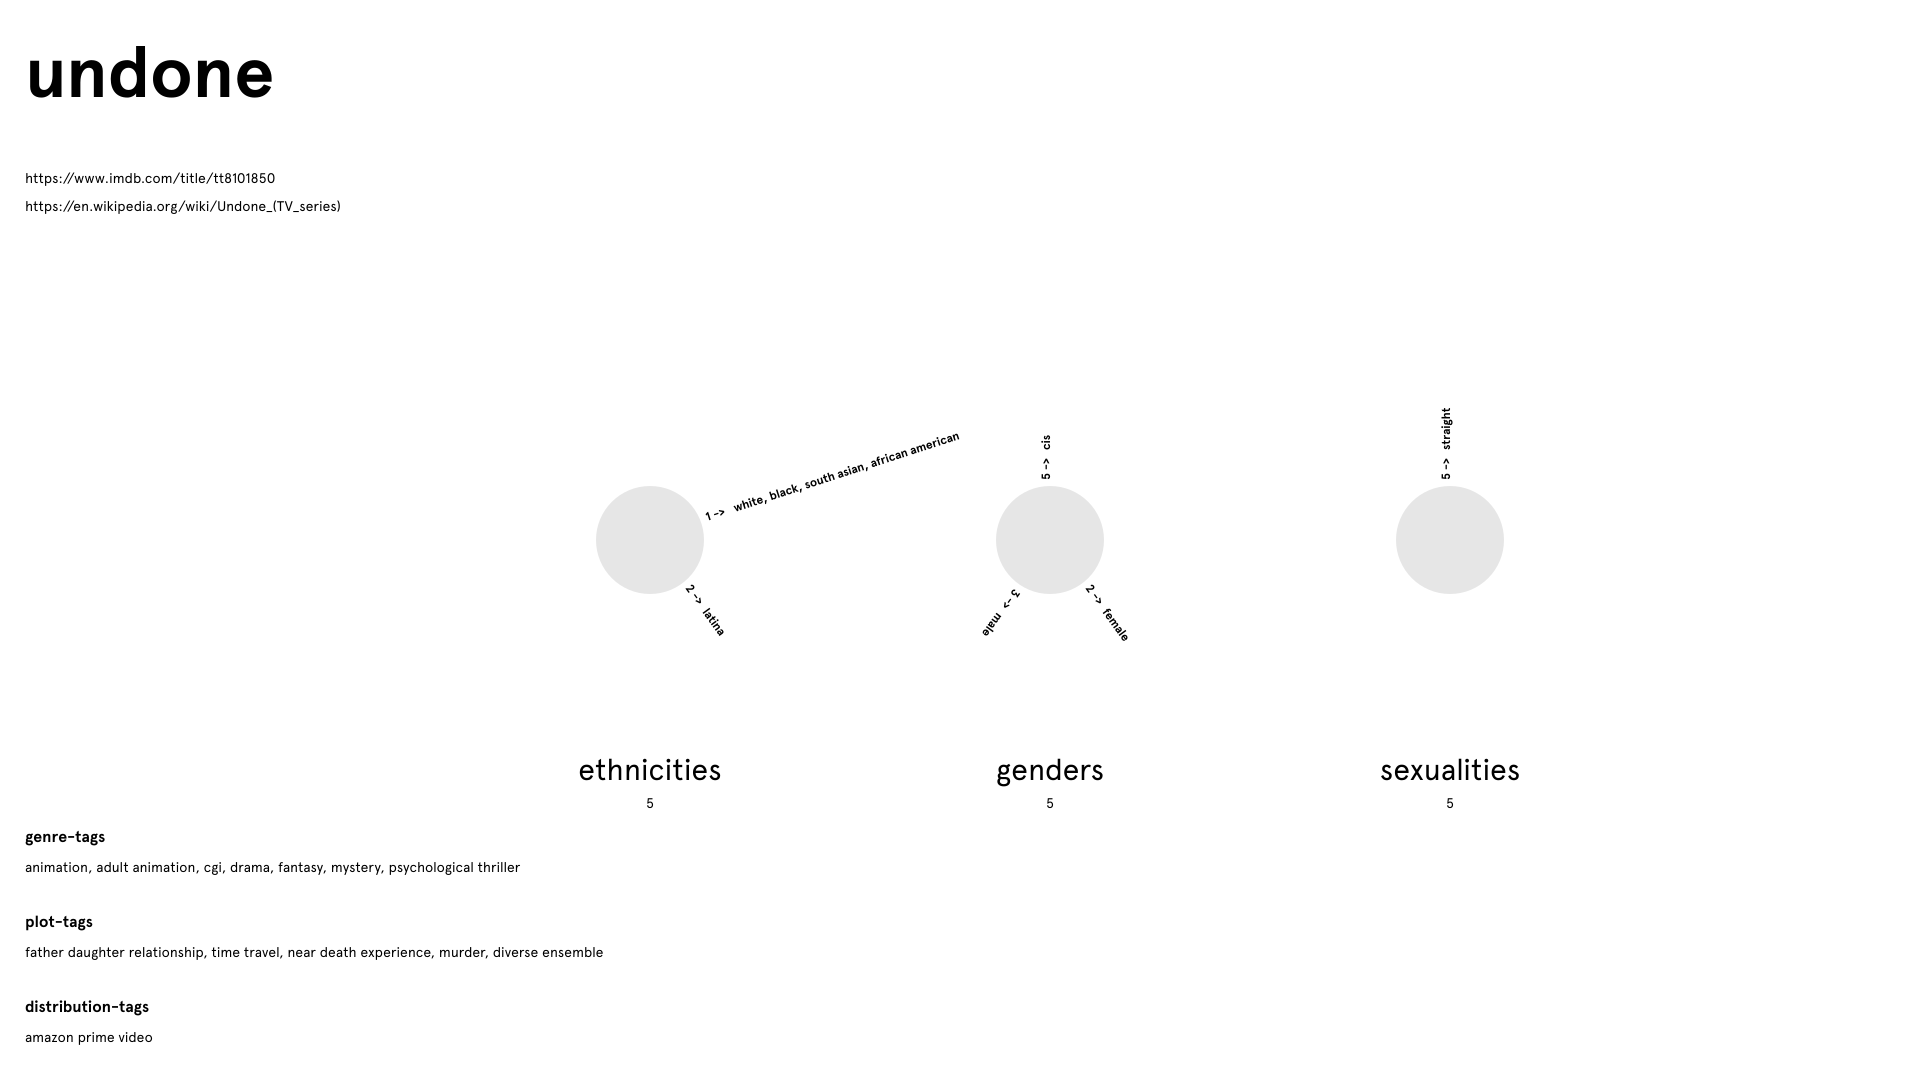 undone
https://www.imdb.com/title/tt8101850
https://en.wikipedia.org/wiki/Undone_(TV_series)
1 -> white, black, south asian, african american
2 -> latina
ethnicities
5
5 -> cis
2 -> female
3 -> male
genders
5
5 -> straight
sexualities
5
genre-tags
animation, adult animation, cgi, drama, fantasy, mystery, psychological thriller
plot-tags
father daughter relationship, time travel, near death experience, murder, diverse ensemble
distribution-tags
amazon prime video